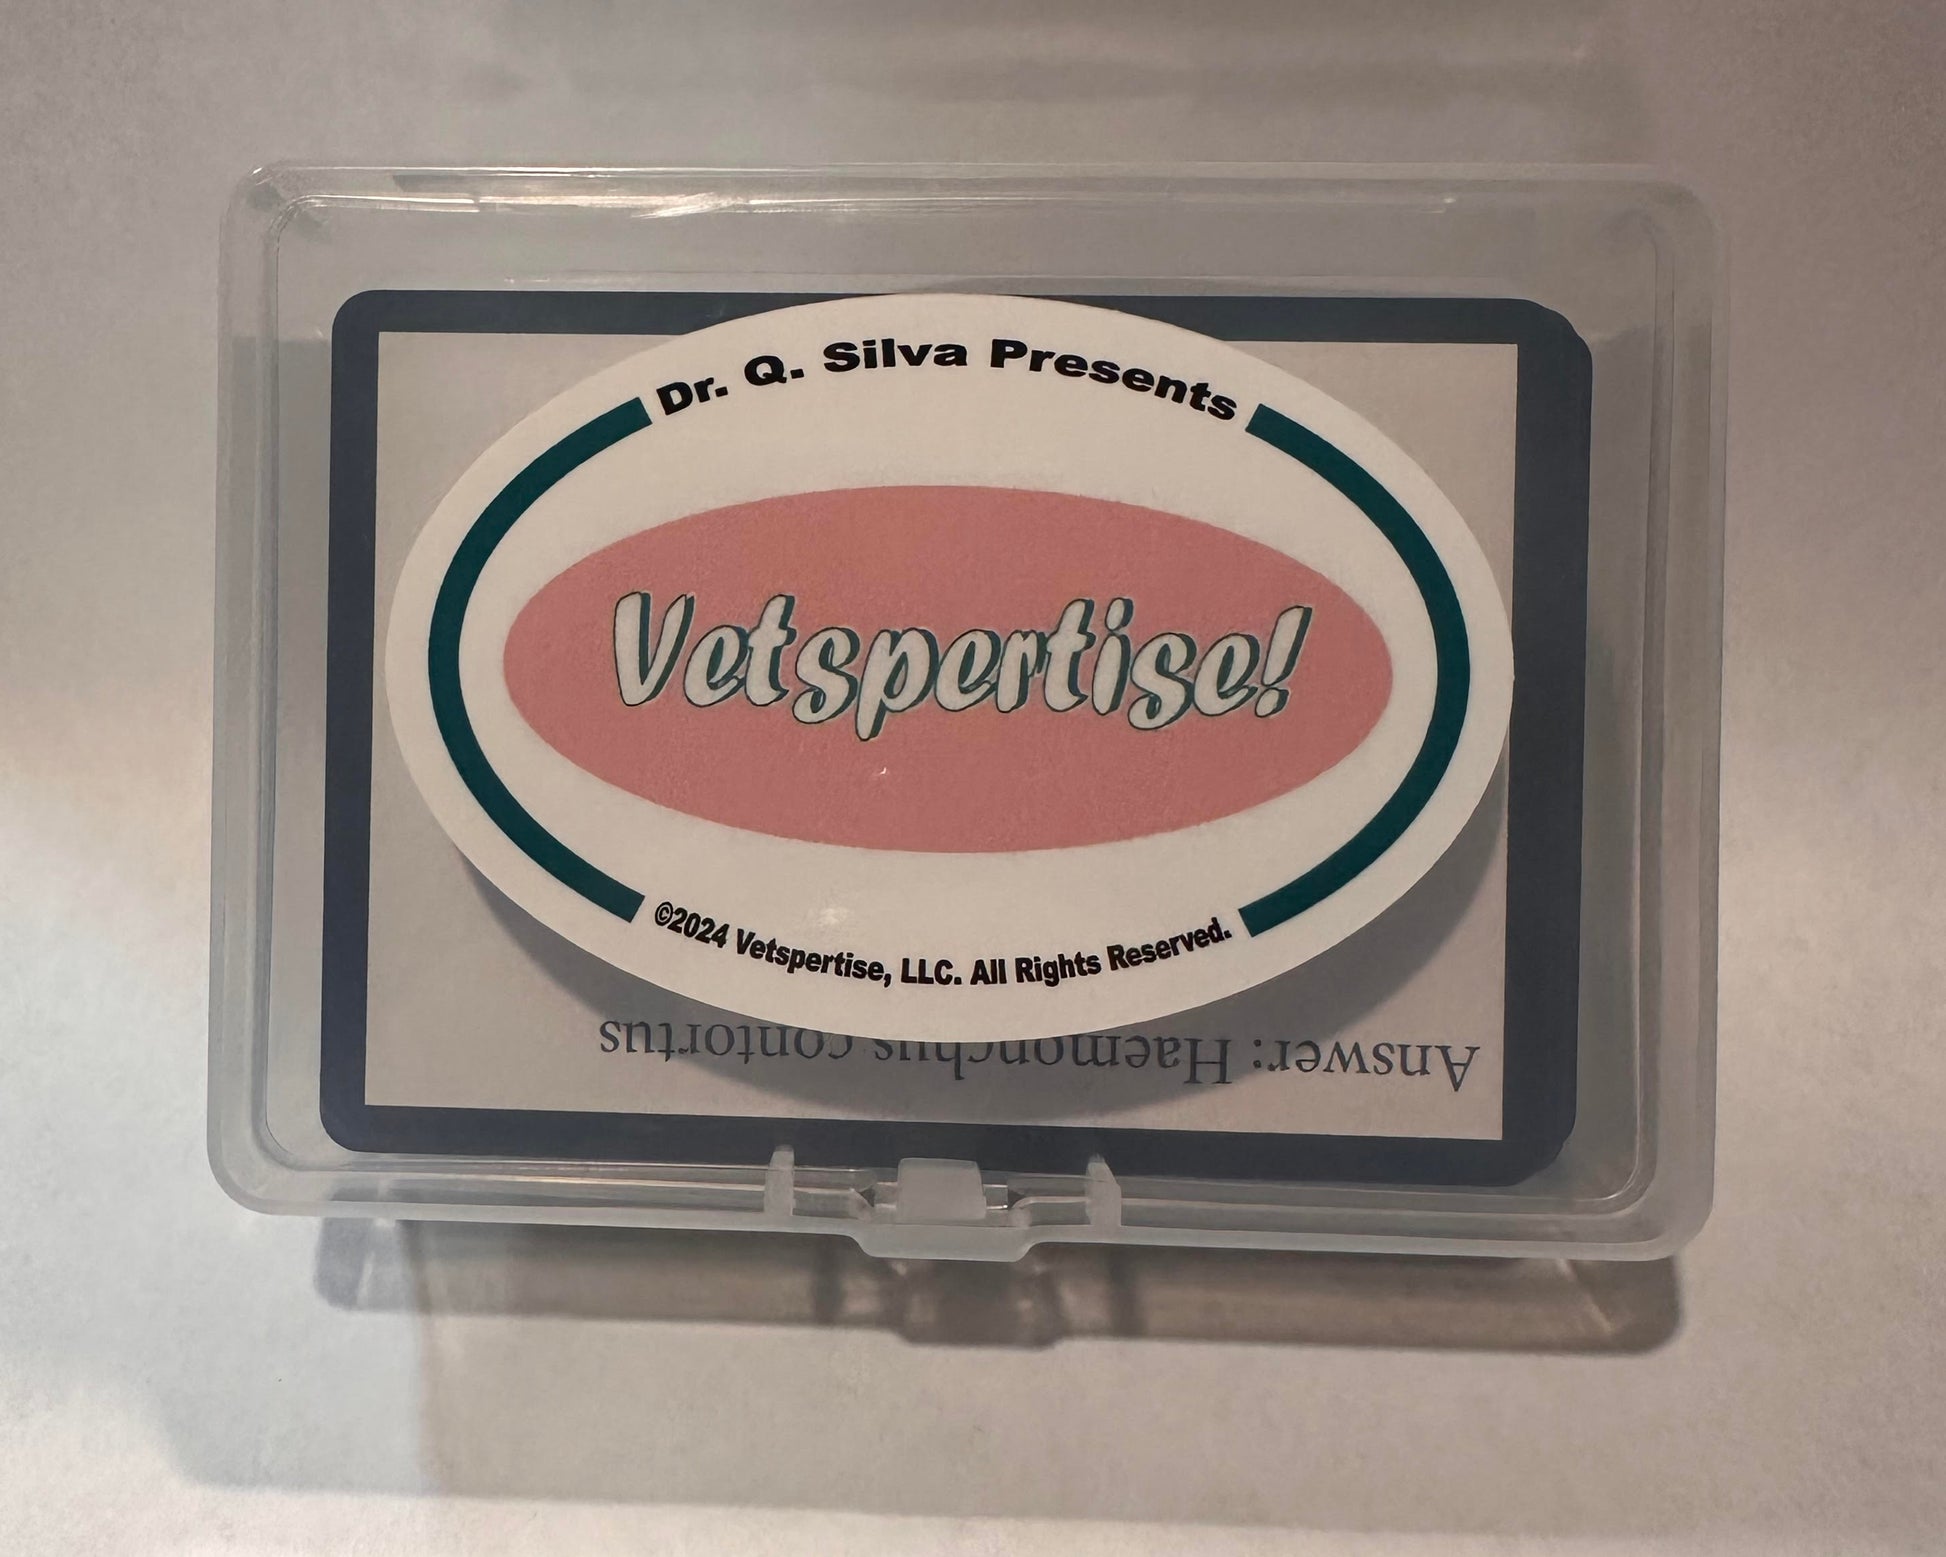 Dr. Q. Silva Presents
Vetspertise!
©2024 Vetspertise, LLC. All Rights Reserved.
Answer: Haemonchus contortus